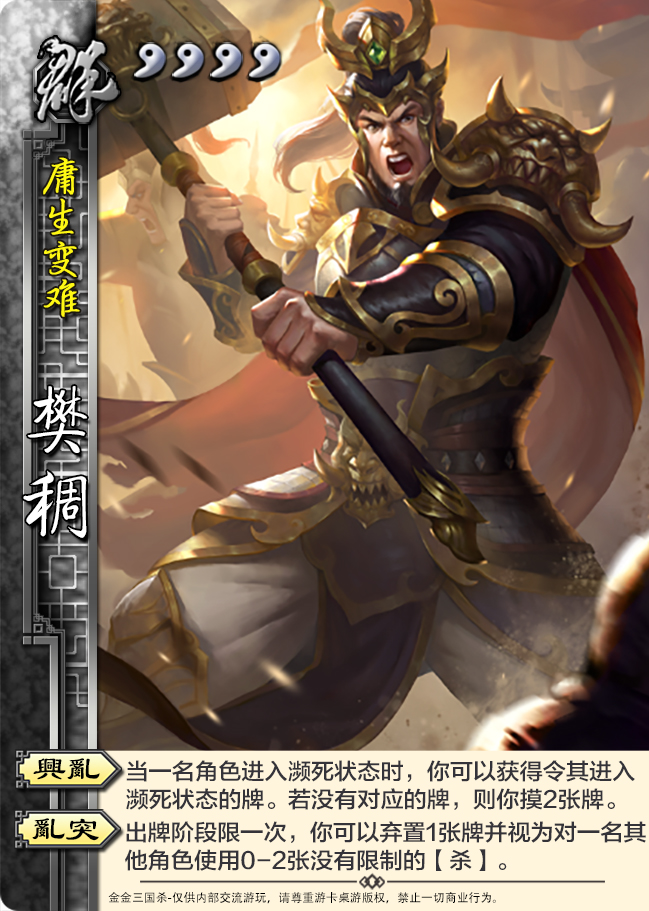 群
庸生变难
樊稠
興亂
当一名角色进入濒死状态时，你可以获得令其进入
濒死状态的牌。若没有对应的牌，则你摸2张牌。
亂突
出牌阶段限一次，你可以弃置1张牌并视为对一名其
他角色使用0-2张没有限制的【杀】。
金金三国杀-仅供内部交流游玩，请尊重游卡桌游版权，禁止一切商业行为。